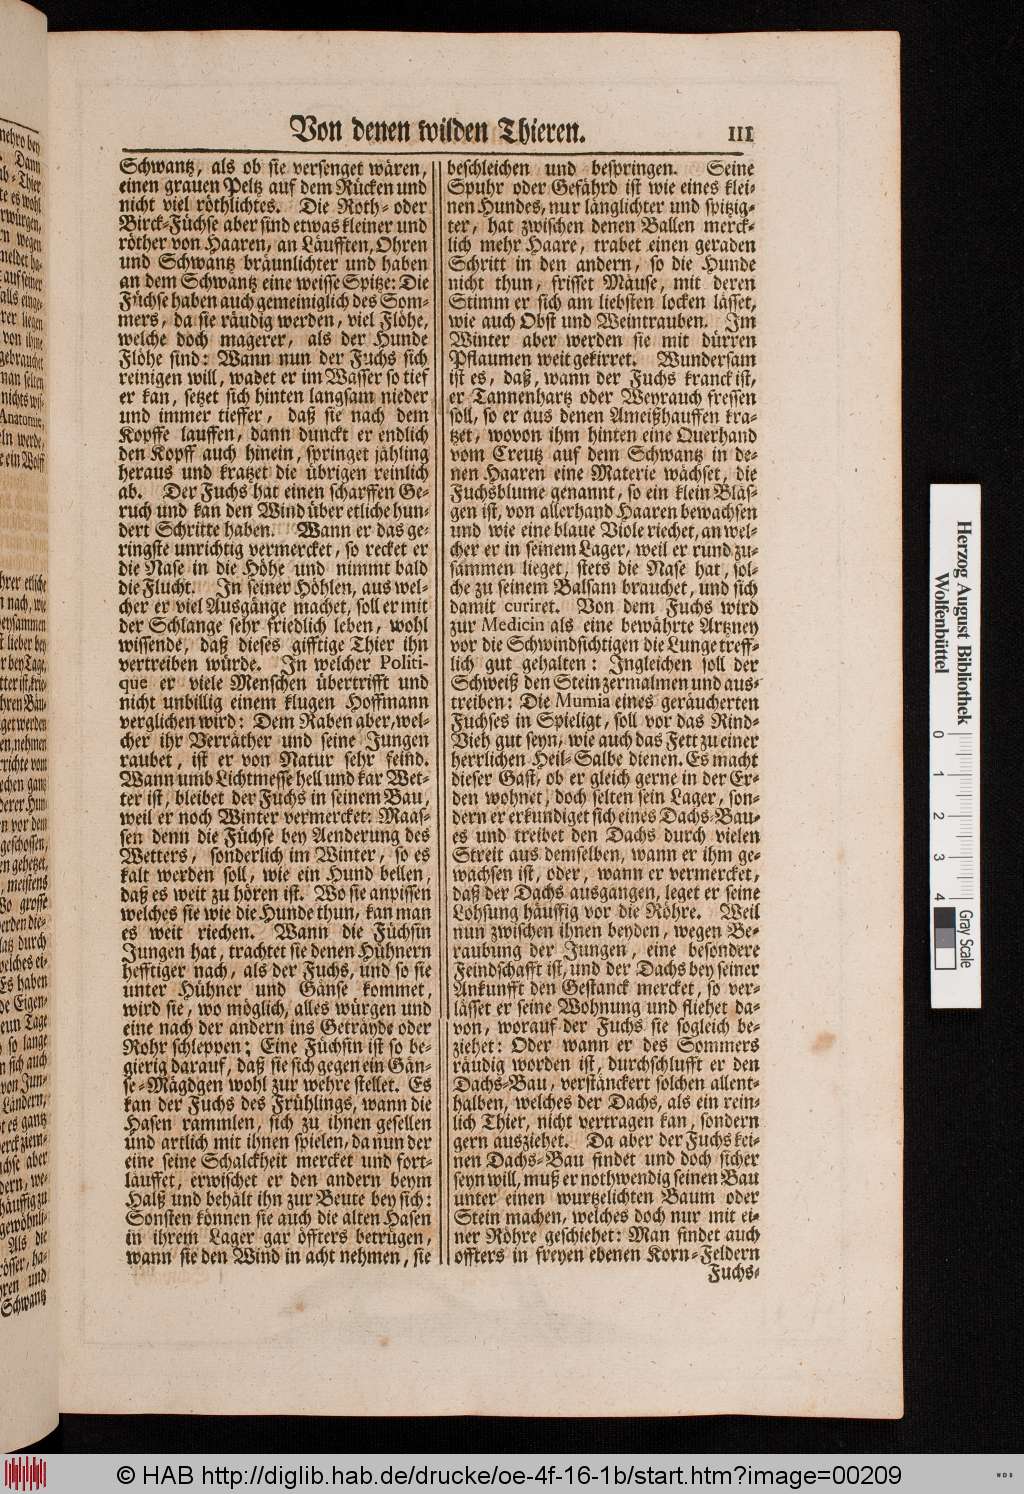 Von denen wilden Thieren. 111
Schwantz, als ob sie versenget wären,
einen grauen Peltz auf dem Rücken und
nicht viel röthlichtes. Die Roth- oder
Birck-Füchse aber sind etwas kleiner und
röther von Haaren, an Läufften, Ohren
und Schwantz bräunlichter und haben
an dem Schwantz eine weisse Spitze: Die
Füchse haben auch gemeiniglich des Som-
mers, da sie räudig werden, viel Flöhe,
welche doch magerer, als der Hunde
Flöhe sind: Wann nun der Fuchs sich
reinigen will, wadet er im Wasser so tief
er kan, setzet sich hinten langsam nieder
und immer tieffer, daß sie nach dem
Kopffe lauffen, dann dunckt er endlich
den Kopff auch hinein, springet jähling
heraus und kratzet die übrigen reinlich
ab. Der Fuchs hat einen scharffen Ge-
ruch und kan den Wind über etliche hun-
dert Schritte haben. Wann er das ge-
ringste unrichtig vermercket, so recket er
die Nase in die Höhe und nimmt bald
die Flucht. In seiner Höhlen, aus wel-
cher er viel Ausgänge machet, soll er mit
der Schlange sehr friedlich leben, wohl
wissende, daß dieses gifftige Thier ihn
vertreiben würde. In welcher Politi-
que er viele Menschen übertrifft und
nicht unbillig einem klugen Hoffmann
verglichen wird: Dem Raben aber, wel-
cher ihr Verräther und seine Jungen
raubet, ist er von Natur sehr feind.
Wann umb Lichtmesse hell und kar Wet-
ter ist, bleibet der Fuchs in seinem Bau,
weil er noch Winter vermercket: Maas-
sen denn die Füchse bey Aenderung des
Wetters, sonderlich im Winter, so es
kalt werden soll, wie ein Hund bellen,
daß es weit zu hören ist. Wo sie anpissen
welches sie wie die Hunde thun, kan man
es weit riechen. Wann die Füchsin
Jungen hat, trachtet sie denen Hühnern
hefftiger nach, als der Fuchs, und so sie
unter Hühner und Gänse kommet,
wird sie, wo möglich, alles würgen und
eine nach der andern ins Geträyde oder
Rohr schleppen; Eine Füchsin ist so be-
gierig darauf, daß sie sich gegen ein Gän-
se-Mägdgen wohl zur wehre stellet. Es
kan der Fuchs des Frühlings, wann die
Hasen rammlen, sich zu ihnen gesellen
und artlich mit ihnen spielen, da nun der
eine seine Schalckheit mercket und fort-
läuffet, erwischet er den andern beym
Halß und behält ihn zur Beute bey sich:
Sonsten können sie auch die alten Hasen
in ihrem Lager gar öffters betrügen,
wann sie den Wind in acht nehmen, sie
beschleichen und bespringen. Seine
Spuhr oder Gefährd ist wie eines klei-
nen Hundes, nur länglichter und spitzig-
ter, hat zwischen denen Ballen merck-
lich mehr Haare, trabet einen geraden
Schritt in den andern, so die Hunde
nicht thun, frisset Mäuse, mit deren
Stimm er sich am liebsten locken lässet,
wie auch Obst und Weintrauben. Im
Winter aber werden sie mit dürren
Pflaumen weit gekirret. Wundersam
ist es, daß, wann der Fuchs kranck ist,
er Tannenhartz oder Weyrauch fressen
soll, so er aus denen Ameißhauffen kra-
tzet, wovon ihm hinten eine Querhand
vom Creutz auf dem Schwantz in de-
nen Haaren eine Materie wächset, die
Fuchsblume genannt, so ein klein Bläs-
gen ist, von allerhand Haaren bewachsen
und wie eine blaue Viole riechet, an wel-
cher er in seinem Lager, weil er rund zu-
sammen lieget, stets die Nase hat, sol-
che zu seinem Balsam brauchet, und sich
damit curiret. Von dem Fuchs wird
zur Medicin als eine bewährte Artzney
vor die Schwindsichtigen die Lunge treff-
lich gut gehalten: Ingleichen soll der
Schweiß den Stein zermalmen und aus-
treiben: Die Mumia eines geräucherten
Fuchses in Spieligt, soll vor das Rind-
Vieh gut seyn, wie auch das Fett zu einer
herrlichen Heil-Salbe dienen. Es macht
dieser Gast, ob er gleich gerne in der Er-
den wohnet, doch selten sein Lager, son-
dern er erkundiget sich eines Dachs-Bau-
es und treibet den Dachs durch vielen
Streit aus demselben, wann er ihm ge-
wachsen ist, oder, wann er vermercket,
daß der Dachs ausgangen, leget er seine
Lohsung häuffig vor die Röhre. Weil
nun zwischen ihnen beyden, wegen Be-
raubung der Jungen, eine besondere
Feindschafft ist, und der Dachs bey seiner
Ankunfft den Gestanck mercket, so ver-
lässet er seine Wohnung und fliehet da-
von, worauf der Fuchs sie sogleich be-
ziehet: Oder wann er des Sommers
räudig worden ist, durchschlufft er den
Dachs-Bau, verstänckert solchen allent-
halben, welches der Dachs, als ein rein-
lich Thier, nicht vertragen kan, sondern
gern ausziehet. Da aber der Fuchs kei-
nen Dachs-Bau findet und doch sicher
seyn will, muß er nothwendig seinen Bau
unter einen wurtzelichten Baum oder
Stein machen, welches doch nur mit ei-
ner Röhre geschiehet: Man findet auch
offters in freyen ebenen Korn-Feldern
Fuchs-
Herzog August Bibliothek
Wolfenbüttel
0 1 2 3 4
Gray Scale
© HAB http://diglib.hab.de/drucke/oe-4f-16-1b/start.htm?image=00209